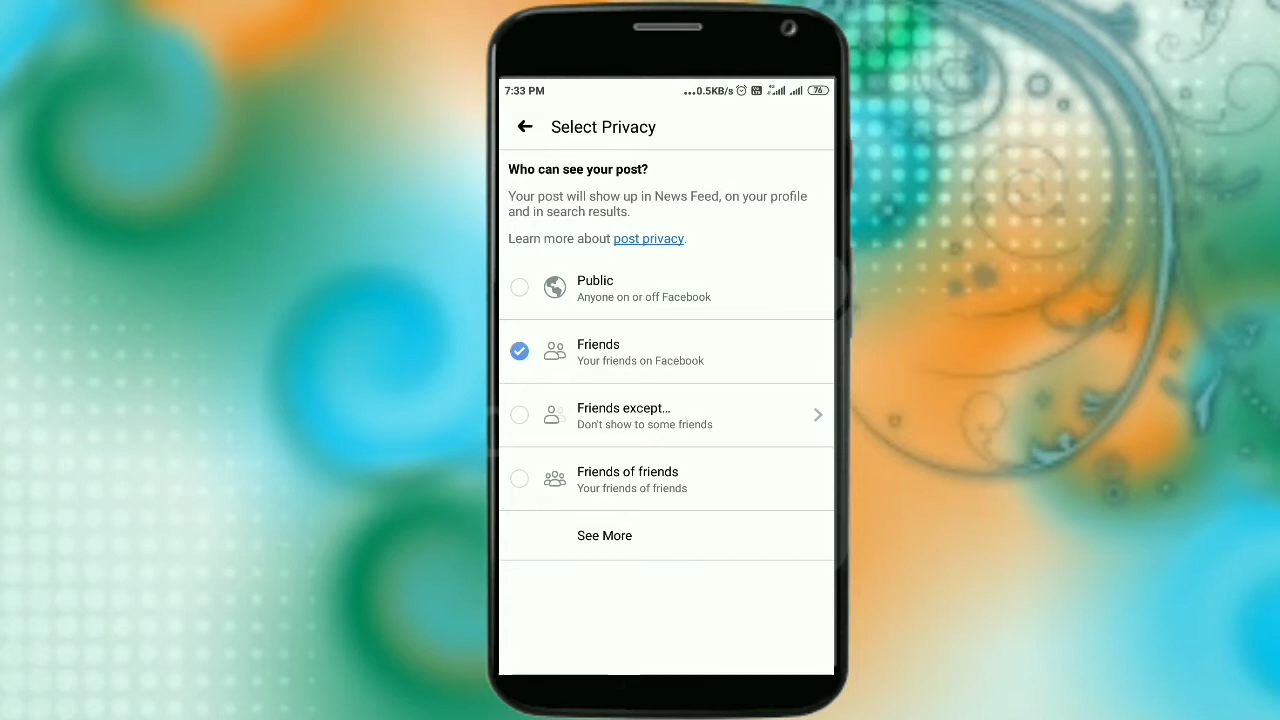 7:33 PM ...0.5KB/s 76
Select Privacy
Who can see your post?
Your post will show up in News Feed, on your profile
and in search results.
Learn more about post privacy.
Public
Anyone on or off Facebook
Friends
Your friends on Facebook
Friends except...
Don't show to some friends
Friends of friends
Your friends of friends
See More